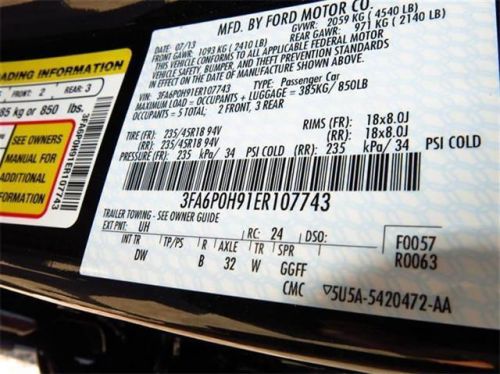 MFD. BY FORD MOTOR CO.
DATE: 07/13 GVWR: 2059 KG (4540 LB)
FRONT GAWR: 1093 KG (2410 LB) REAR GAWR: 971 KG (2140 LB)
THIS VEHICLE CONFORMS TO ALL APPLICABLE FEDERAL MOTOR
VEHICLE SAFETY, BUMPER, AND THEFT PREVENTION STANDARDS
IN EFFECT ON THE DATE OF MANUFACTURE SHOWN ABOVE.
VIN: 3FA6P0H91ER107743 TYPE: Passenger Car
MAXIMUM LOAD = OCCUPANTS + LUGGAGE = 385KG/ 850LB
OCCUPANTS = 5 TOTAL; 2 FRONT, 3 REAR
TIRE (FR): 235/45R18 94V RIMS (FR): 18x8.0J
(RR): 235/45R18 94V (RR): 18x8.0J
PRESSURE (FR): 235 kPa/ 34 PSI COLD (RR): 235 kPa/ 34 PSI COLD
3FA6P0H91ER107743
TRAILER TOWING - SEE OWNER GUIDE
EXT PNT: UH RC: 24 DSO: F0057
INT TR TP/PS R AXLE TR SPR R0063
DW B 32 W GGFF
CMC ▽5U5A-5420472-AA
LOADING INFORMATION
FRONT: 2 REAR: 3
85 kg or 850 lbs.
SEE OWNERS
MANUAL FOR
ADDITIONAL
INFORMATION
3FA6P0H91ER107743